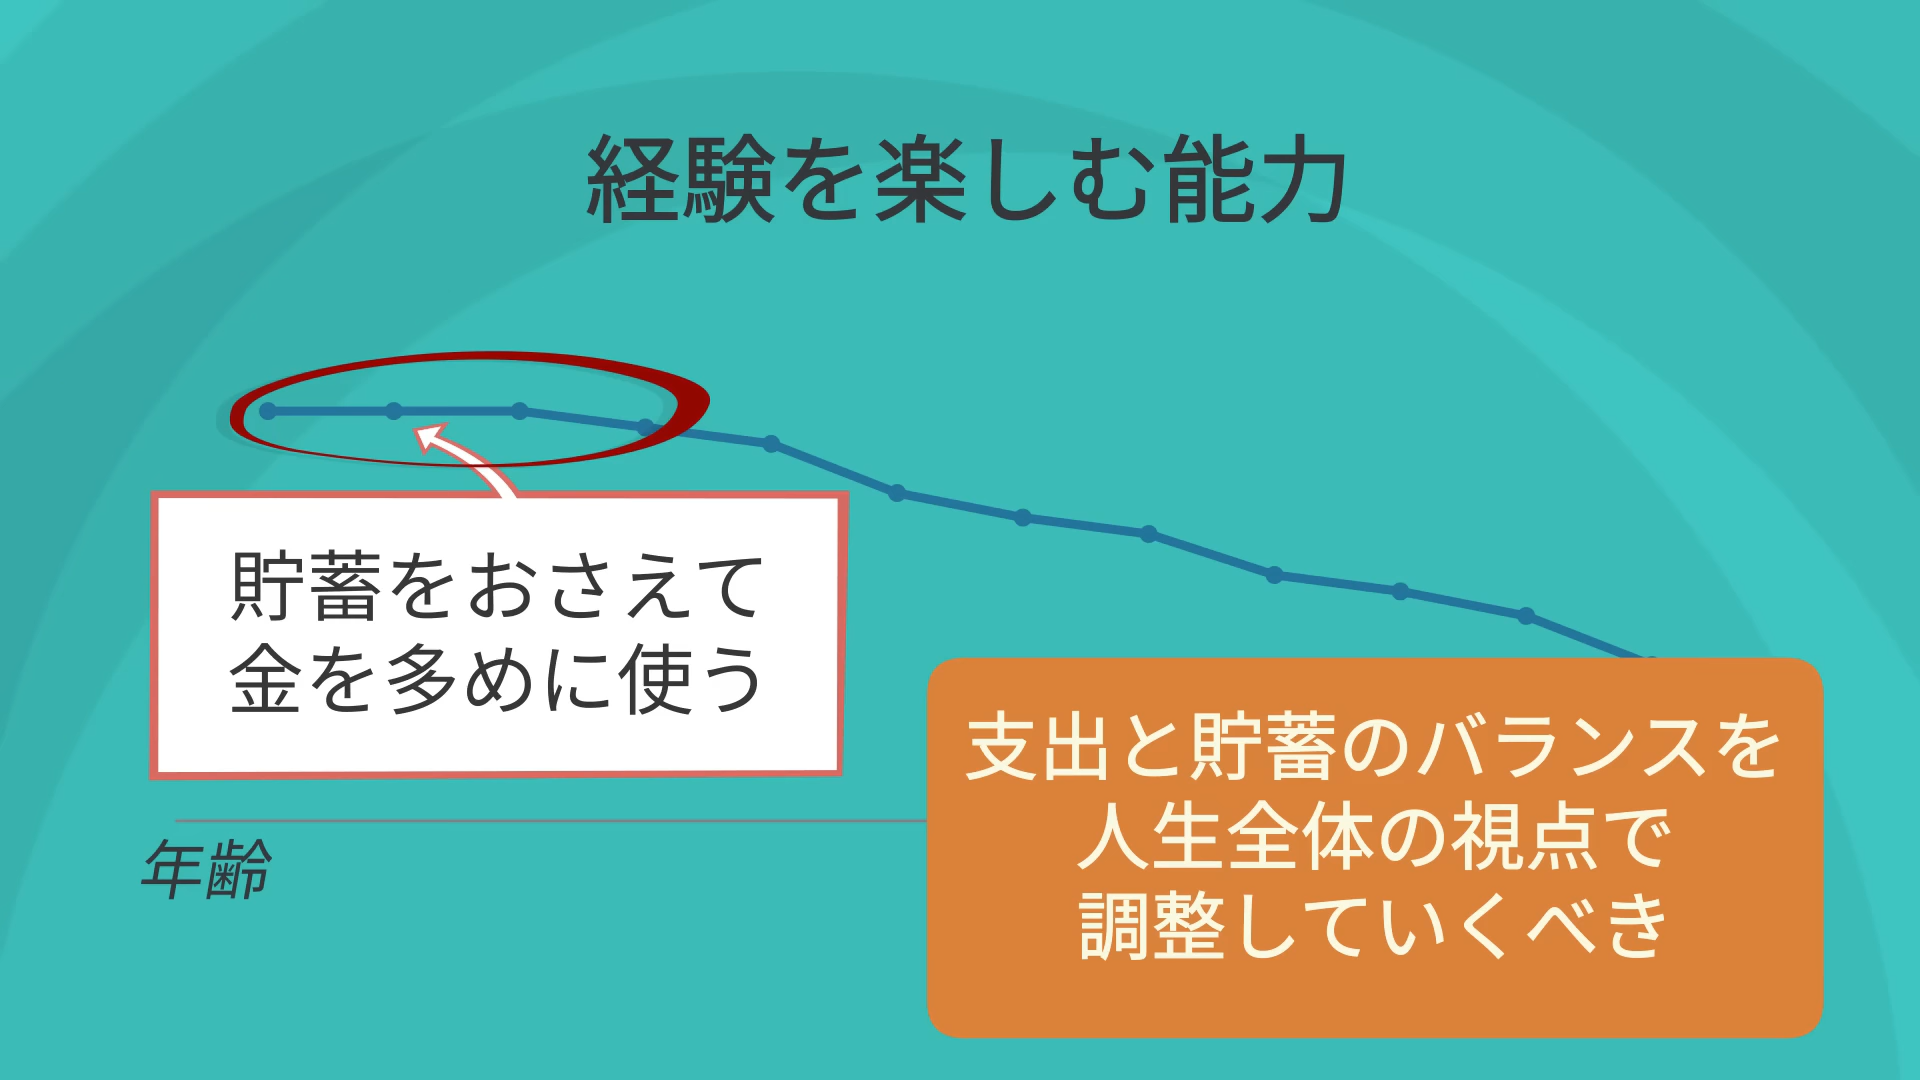 経験を楽しむ能力
貯蓄をおさえて
金を多めに使う
年齢
支出と貯蓄のバランスを
人生全体の視点で
調整していくべき